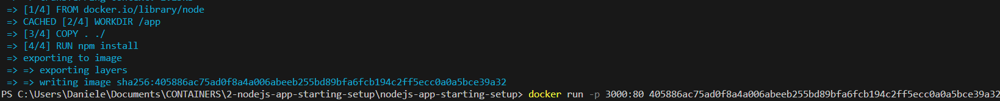 => [1/4] FROM docker.io/library/node
=> CACHED [2/4] WORKDIR /app
=> [3/4] COPY . ./
=> [4/4] RUN npm install
=> exporting to image
=> => exporting layers
=> => writing image sha256:405886ac75ad0f8a4a006abeeb255bd89bfa6fcb194c2ff5ecc0a0a5bce39a32
PS C:\Users\Daniele\Documents\CONTAINERS\2-nodejs-app-starting-setup\nodejs-app-starting-setup> docker run -p 3000:80 405886ac75ad0f8a4a006abeeb255bd89bfa6fcb194c2ff5ecc0a0a5bce39a32